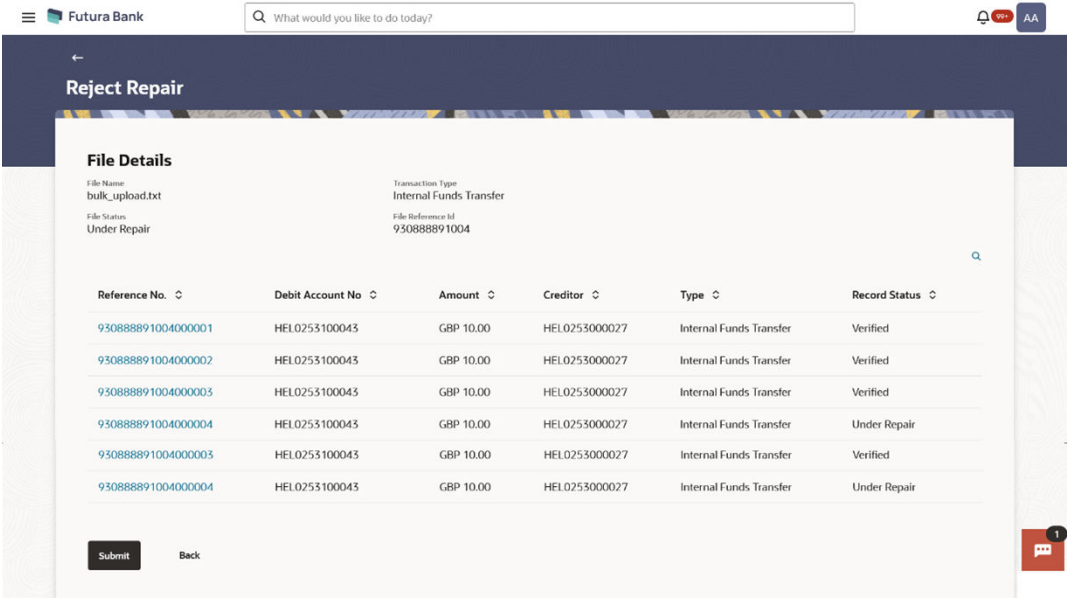 Futura Bank
What would you like to do today?
99+
AA
Reject Repair
File Details
File Name Transaction Type
bulk_upload.txt Internal Funds Transfer
File Status File Reference Id
Under Repair 930888891004
Reference No. Debit Account No Amount Creditor Type Record Status
930888891004000001 HEL0253100043 GBP 10.00 HEL0253000027 Internal Funds Transfer Verified
930888891004000002 HEL0253100043 GBP 10.00 HEL0253000027 Internal Funds Transfer Verified
930888891004000003 HEL0253100043 GBP 10.00 HEL0253000027 Internal Funds Transfer Verified
930888891004000004 HEL0253100043 GBP 10.00 HEL0253000027 Internal Funds Transfer Under Repair
930888891004000003 HEL0253100043 GBP 10.00 HEL0253000027 Internal Funds Transfer Verified
930888891004000004 HEL0253100043 GBP 10.00 HEL0253000027 Internal Funds Transfer Under Repair
1
Submit Back